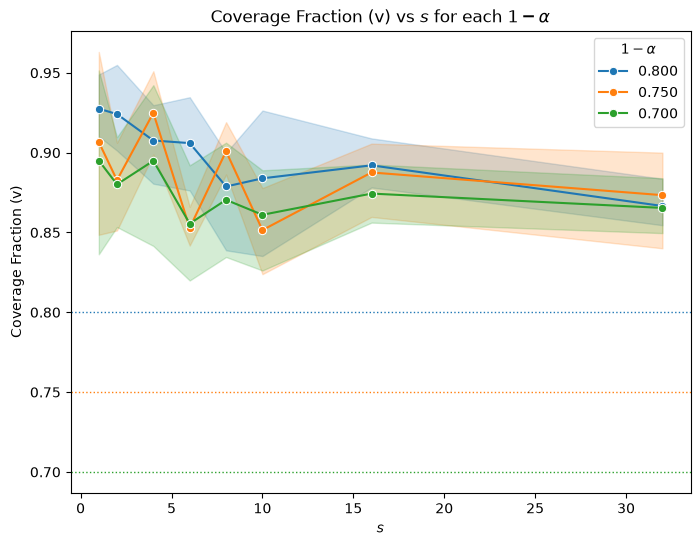 Coverage Fraction (v) vs s for each 1 − α
1 − α
0.800
0.750
0.700
Coverage Fraction (v)
0.95
0.90
0.85
0.80
0.75
0.70
0 5 10 15 20 25 30
s